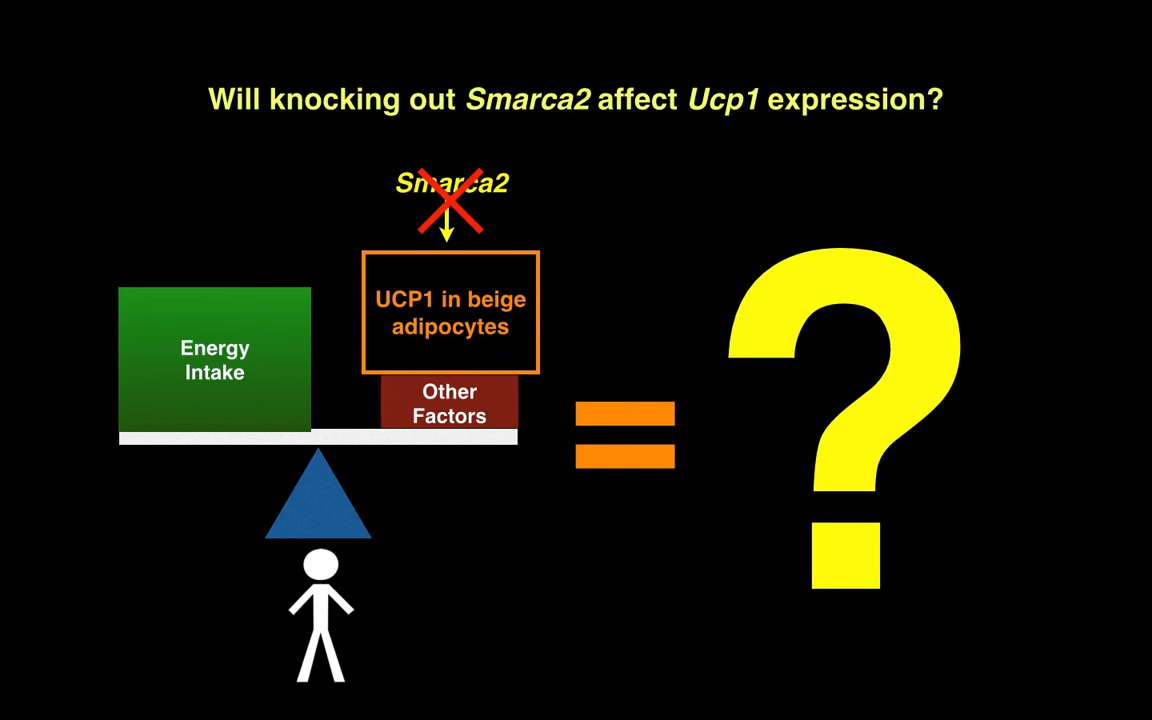 Will knocking out Smarca2 affect Ucp1 expression?
Smarca2
UCP1 in beige
adipocytes
Energy
Intake
Other
Factors
?